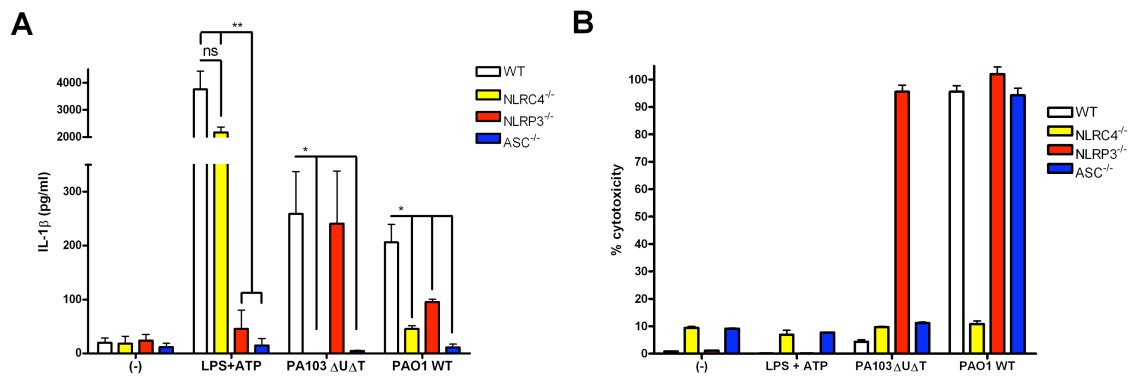 A
IL-1β (pg/ml)
4000
3000
2000
300
200
100
0
ns
**
*
*
(-)
LPS+ATP
PA103 ΔUΔT
PAO1 WT
WT
NLRC4-/-
NLRP3-/-
ASC-/-
B
% cytotoxicity
100
90
80
70
60
50
40
30
20
10
0
(-)
LPS + ATP
PA103 ΔUΔT
PAO1 WT
WT
NLRC4-/-
NLRP3-/-
ASC-/-